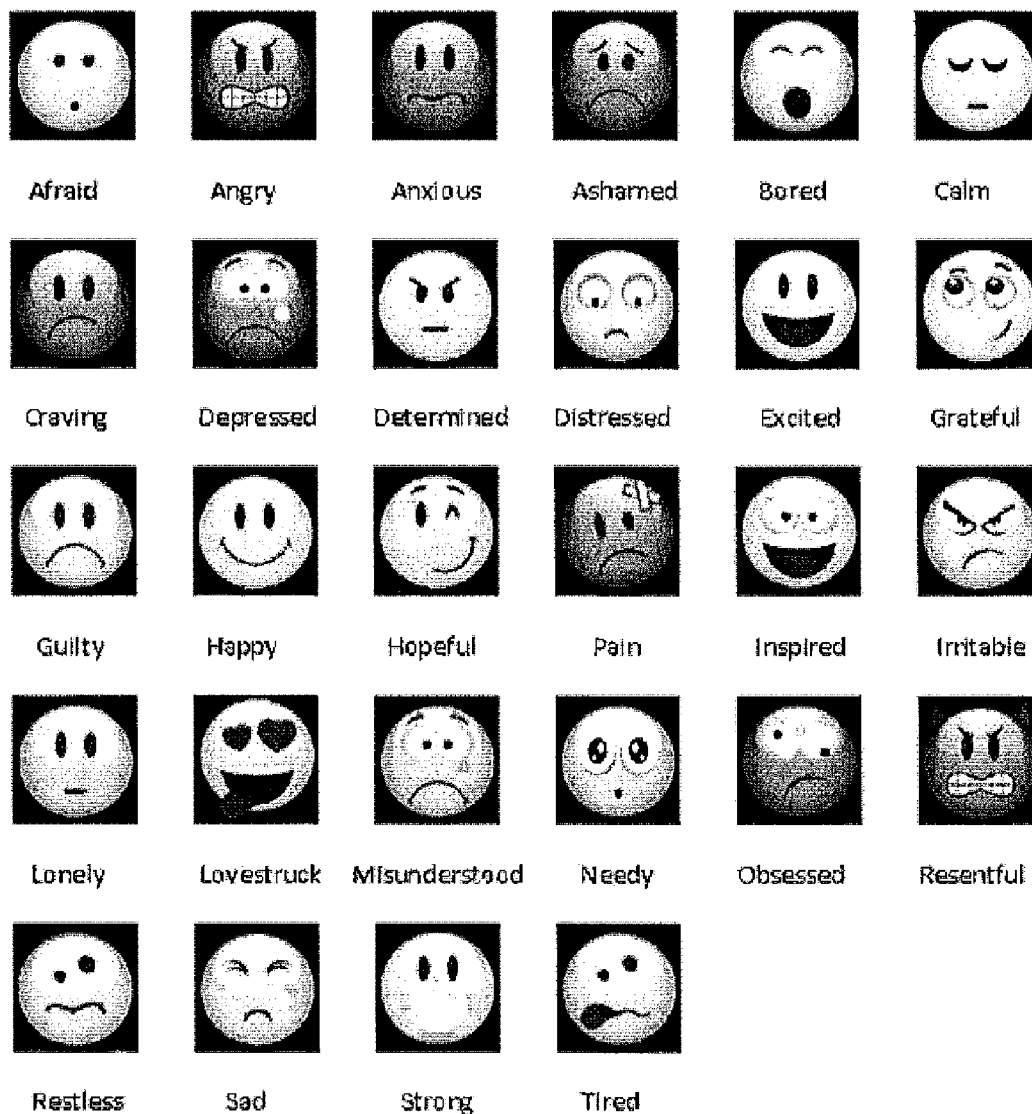 Afraid Angry Anxious Ashamed Bored Calm
Craving Depressed Determined Distressed Excited Grateful
Guilty Happy Hopeful Pain Inspired Irritable
Lonely Lovestruck Misunderstood Needy Obsessed Resentful
Restless Sad Strong Tired